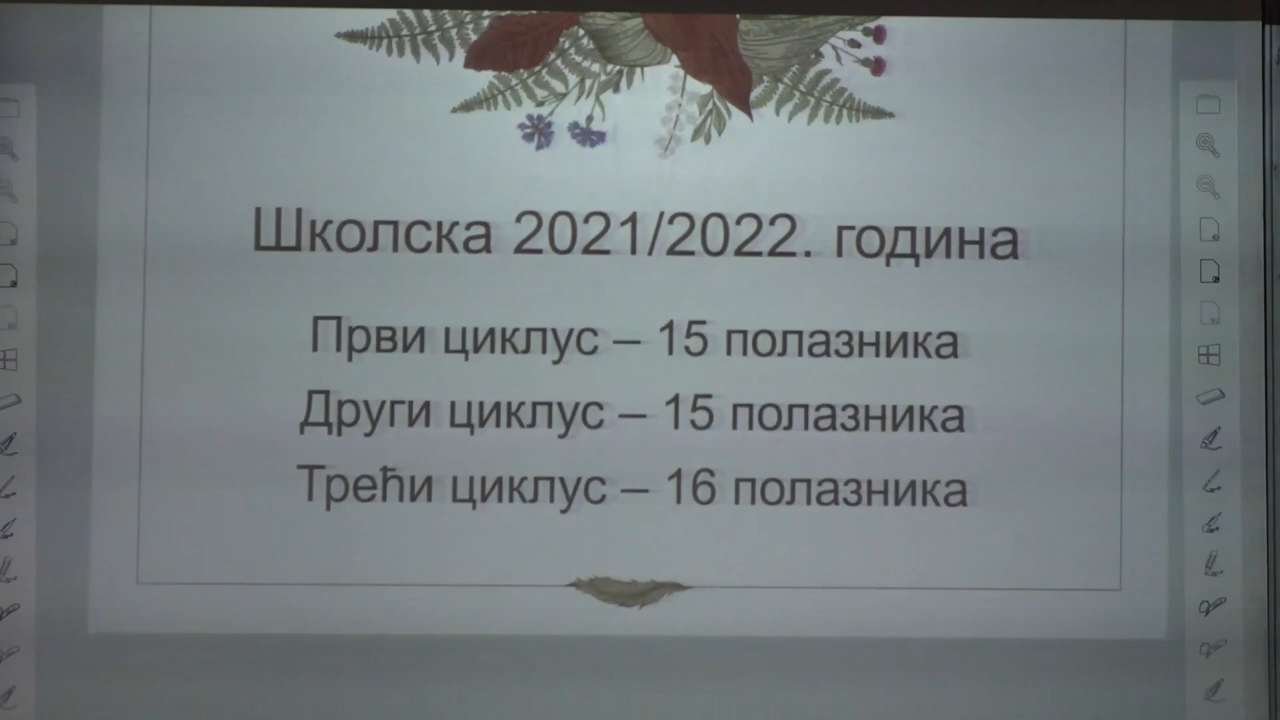 Школска 2021/2022. година
Први циклус – 15 полазника
Други циклус – 15 полазника
Трећи циклус – 16 полазника